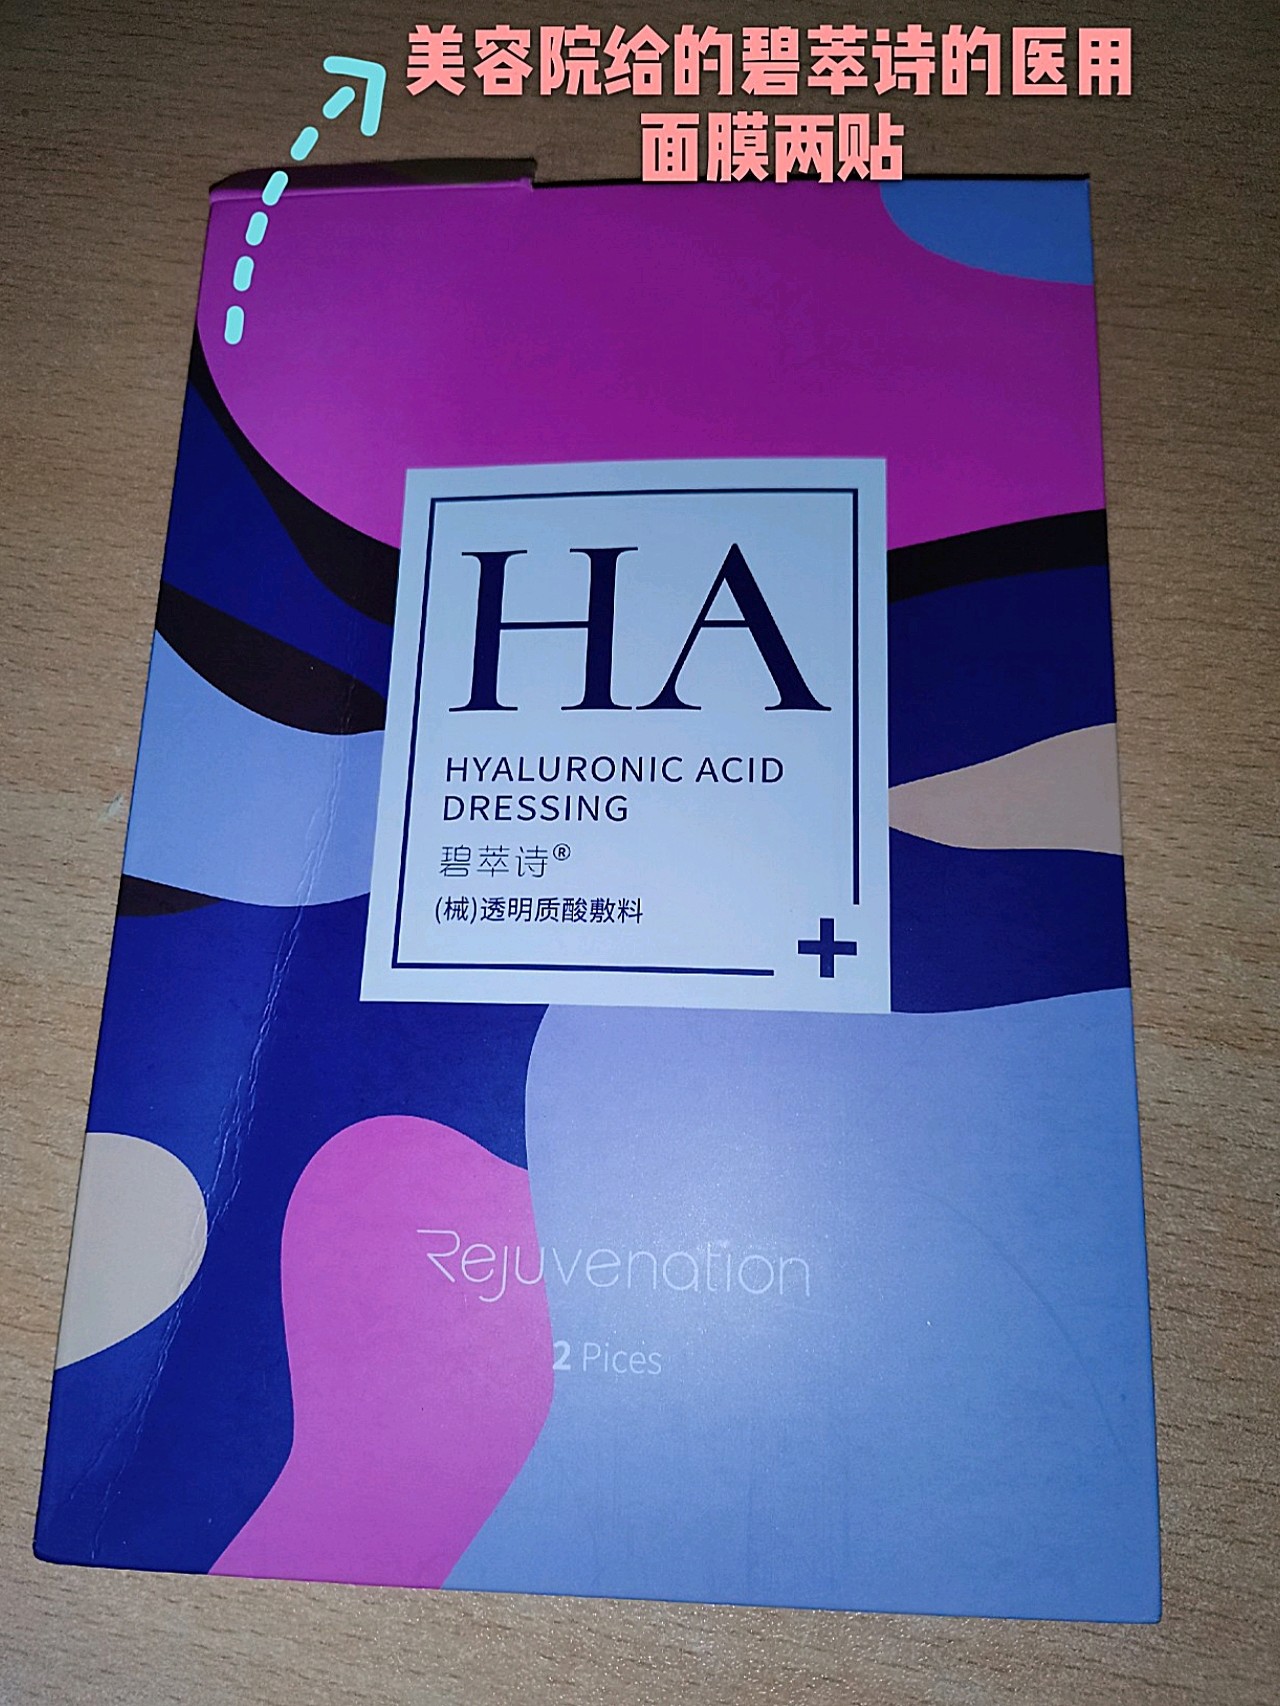 美容院给的碧萃诗的医用
面膜两贴
HA
HYALURONIC ACID
DRESSING
碧萃诗®
(械)透明质酸敷料
Rejuvenation
2 Pices